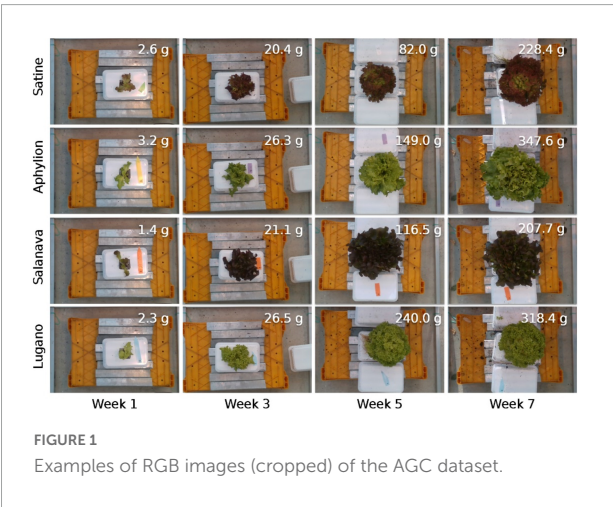 Satine 2.6 g 20.4 g 82.0 g 228.4 g
Aphylion 3.2 g 26.3 g 149.0 g 347.6 g
Salanava 1.4 g 21.1 g 116.5 g 207.7 g
Lugano 2.3 g 26.5 g 240.0 g 318.4 g
Week 1 Week 3 Week 5 Week 7
FIGURE 1
Examples of RGB images (cropped) of the AGC dataset.